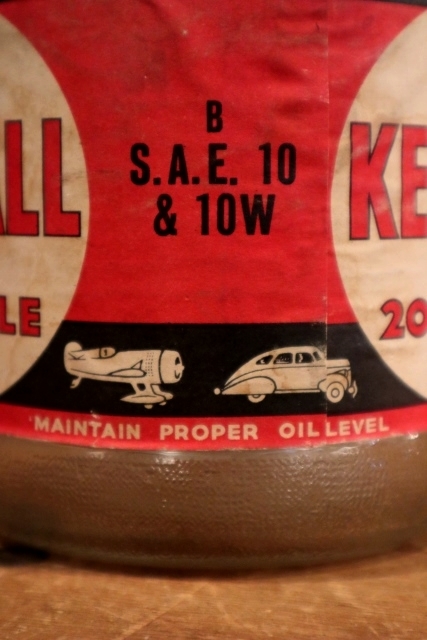 B
S.A.E. 10
& 10W
ALL
KE
LE
20
MAINTAIN PROPER OIL LEVEL